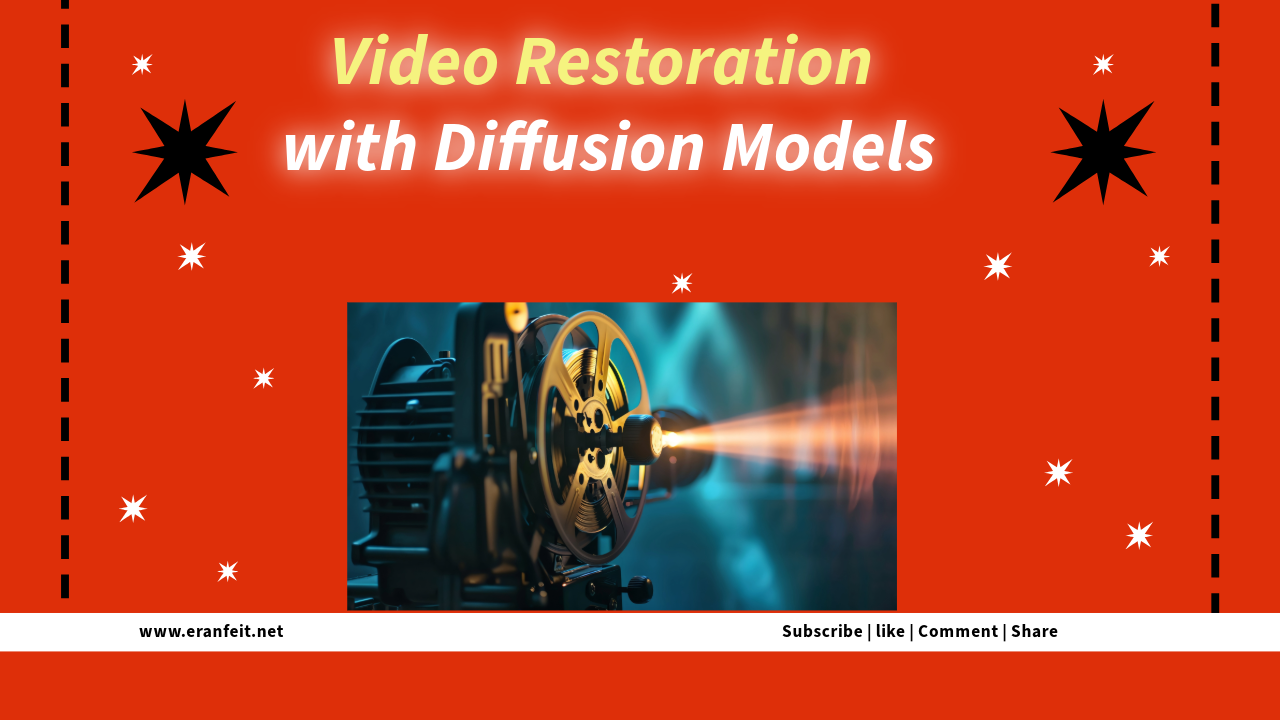 Video Restoration
with Diffusion Models
www.eranfeit.net
Subscribe | like | Comment | Share